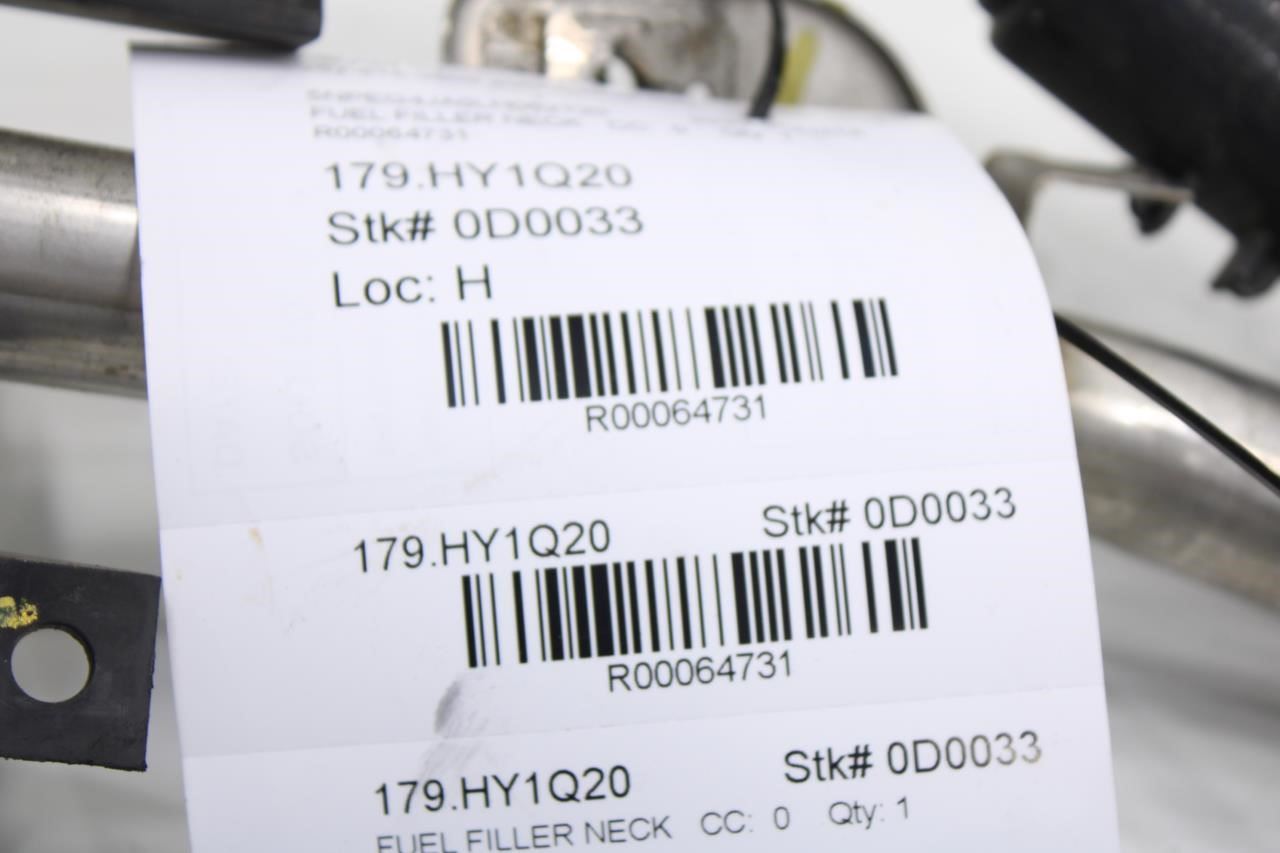 FUEL FILLER NECK
R00064731
179.HY1Q20
Stk# 0D0033
Loc: H
R00064731
179.HY1Q20 Stk# 0D0033
R00064731
179.HY1Q20 Stk# 0D0033
FUEL FILLER NECK CC: 0 Qty: 1